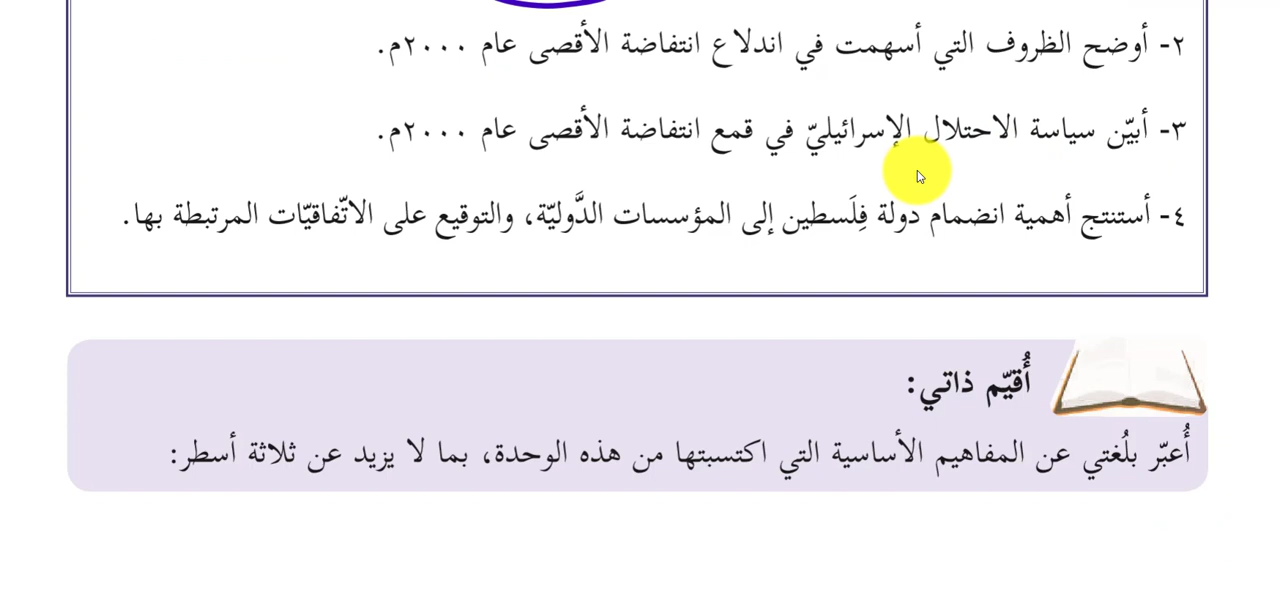 ٢- أوضح الظروف التي أسهمت في اندلاع انتفاضة الأقصى عام ٢٠٠٠م.
٣- أبيّن سياسة الاحتلال الإسرائيليّ في قمع انتفاضة الأقصى عام ٢٠٠٠م.
٤- أستنتج أهمية انضمام دولة فِلَسطين إلى المؤسسات الدَّوليّة، والتوقيع على الاتّفاقيّات المرتبطة بها.
أُقيّم ذاتي:
أُعبّر بلُغتي عن المفاهيم الأساسية التي اكتسبتها من هذه الوحدة، بما لا يزيد عن ثلاثة أسطر: